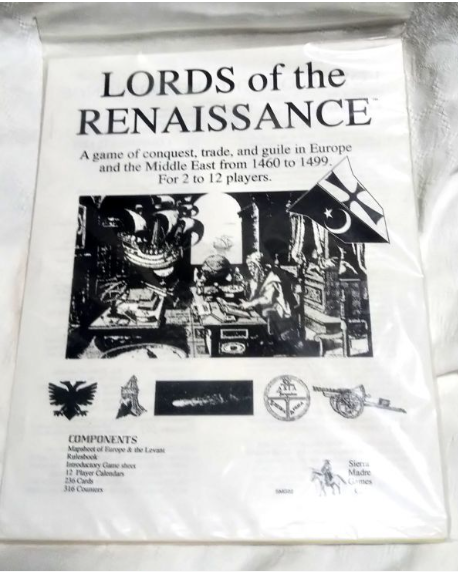 LORDS of the
RENAISSANCE™
A game of conquest, trade, and guile in Europe
and the Middle East from 1460 to 1499.
For 2 to 12 players.
COMPONENTS
Mapsheet of Europe & the Levant
Rulesbook
Introductory Game sheet
12 Player Calendars
236 Cards
316 Counters
Sierra
Madre
Games